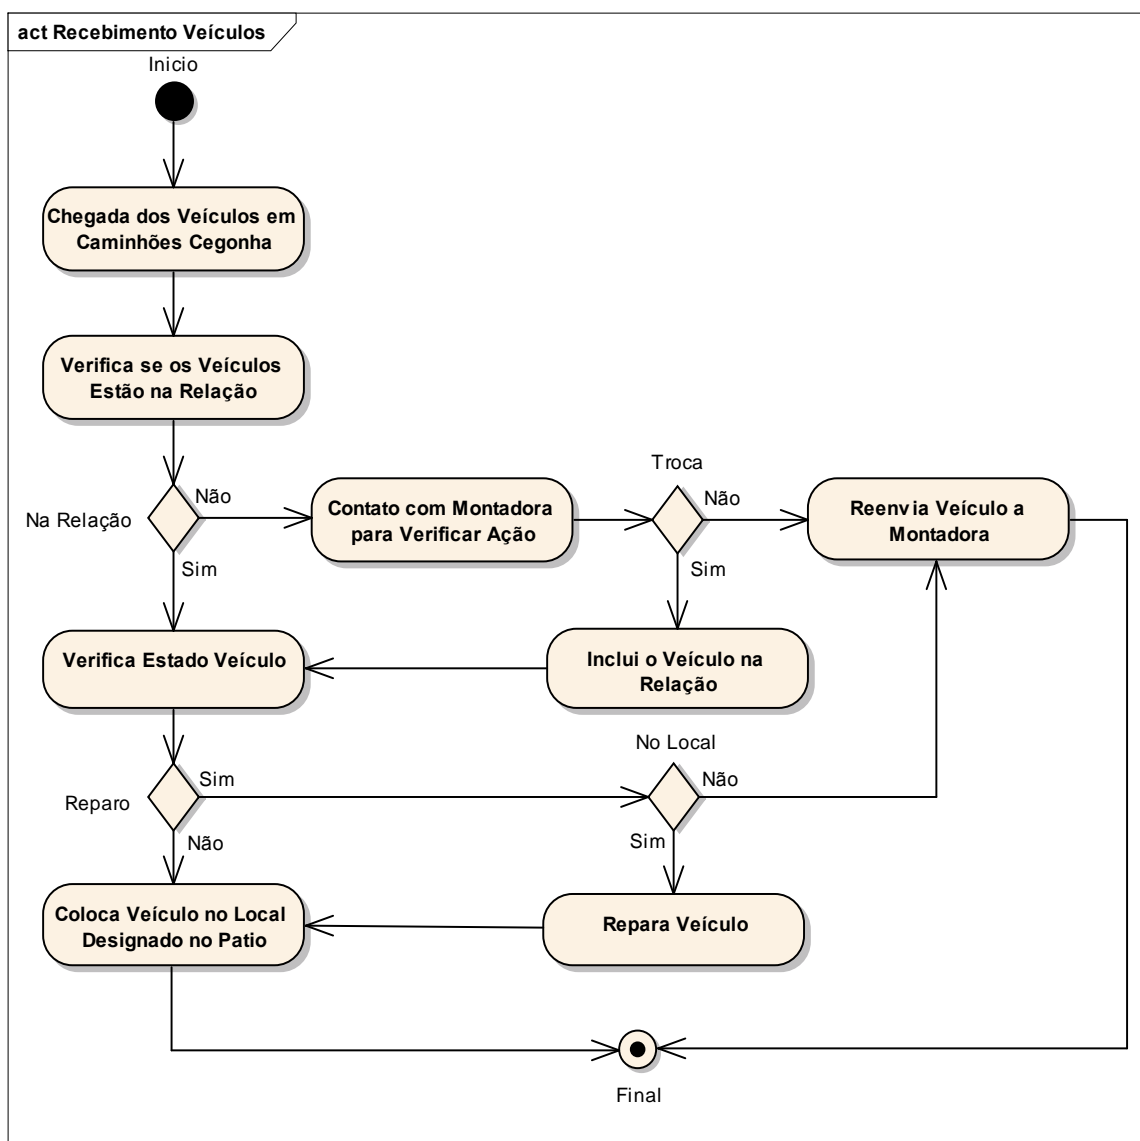 act Recebimento Veículos
Inicio
Chegada dos Veículos em
Caminhões Cegonha
Verifica se os Veículos
Estão na Relação
Na Relação
Não
Sim
Contato com Montadora
para Verificar Ação
Troca
Não
Sim
Reenvia Veículo a
Montadora
Verifica Estado Veículo
Inclui o Veículo na
Relação
Reparo
Sim
Não
No Local
Não
Sim
Coloca Veículo no Local
Designado no Patio
Repara Veículo
Final